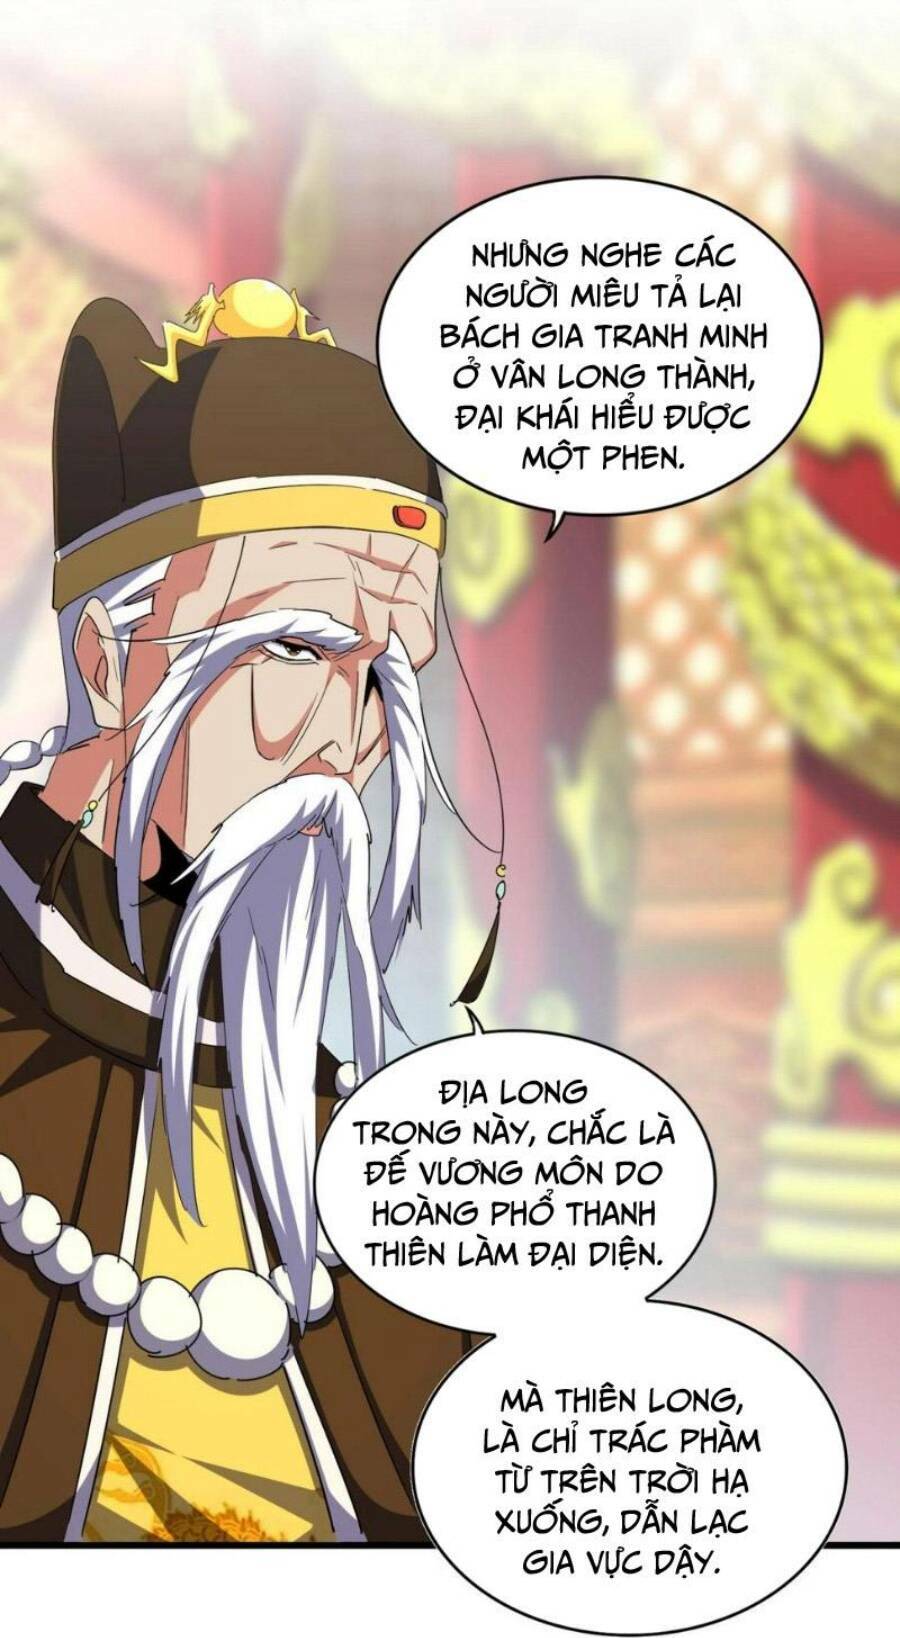 NHƯNG NGHE CÁC
NGƯỜI MIÊU TẢ LẠI
BÁCH GIA TRANH MINH
Ở VÂN LONG THÀNH,
ĐẠI KHÁI HIỂU ĐƯỢC
MỘT PHEN.
ĐỊA LONG
TRONG NÀY, CHẮC LÀ
ĐẾ VƯƠNG MÔN DO
HOÀNG PHỔ THANH
THIÊN LÀM ĐẠI DIỆN.
MÀ THIÊN LONG,
LÀ CHỈ TRÁC PHÀM
TỪ TRÊN TRỜI HẠ
XUỐNG, DẪN LẠC
GIA VỰC DẬY.